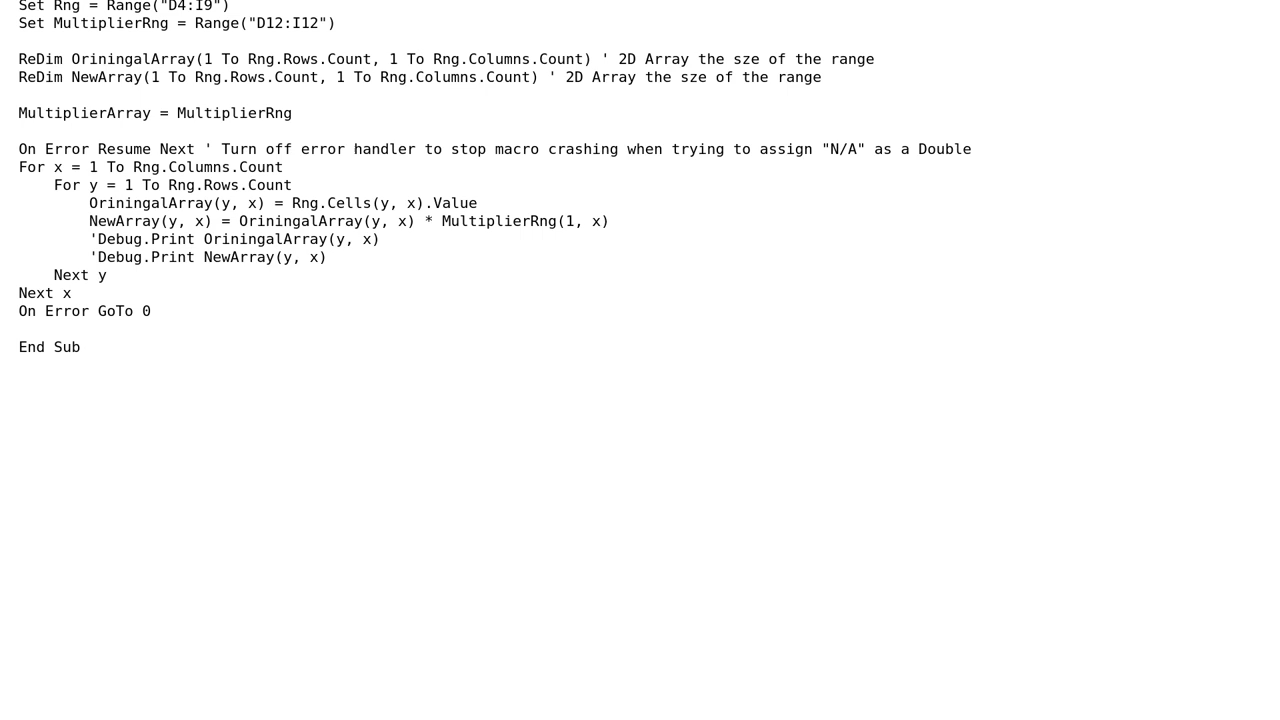 Set Rng = Range("D4:I9")
Set MultiplierRng = Range("D12:I12")

ReDim OriningalArray(1 To Rng.Rows.Count, 1 To Rng.Columns.Count) ' 2D Array the sze of the range
ReDim NewArray(1 To Rng.Rows.Count, 1 To Rng.Columns.Count) ' 2D Array the sze of the range

MultiplierArray = MultiplierRng

On Error Resume Next ' Turn off error handler to stop macro crashing when trying to assign "N/A" as a Double
For x = 1 To Rng.Columns.Count
    For y = 1 To Rng.Rows.Count
        OriningalArray(y, x) = Rng.Cells(y, x).Value
        NewArray(y, x) = OriningalArray(y, x) * MultiplierRng(1, x)
        'Debug.Print OriningalArray(y, x)
        'Debug.Print NewArray(y, x)
    Next y
Next x
On Error GoTo 0

End Sub